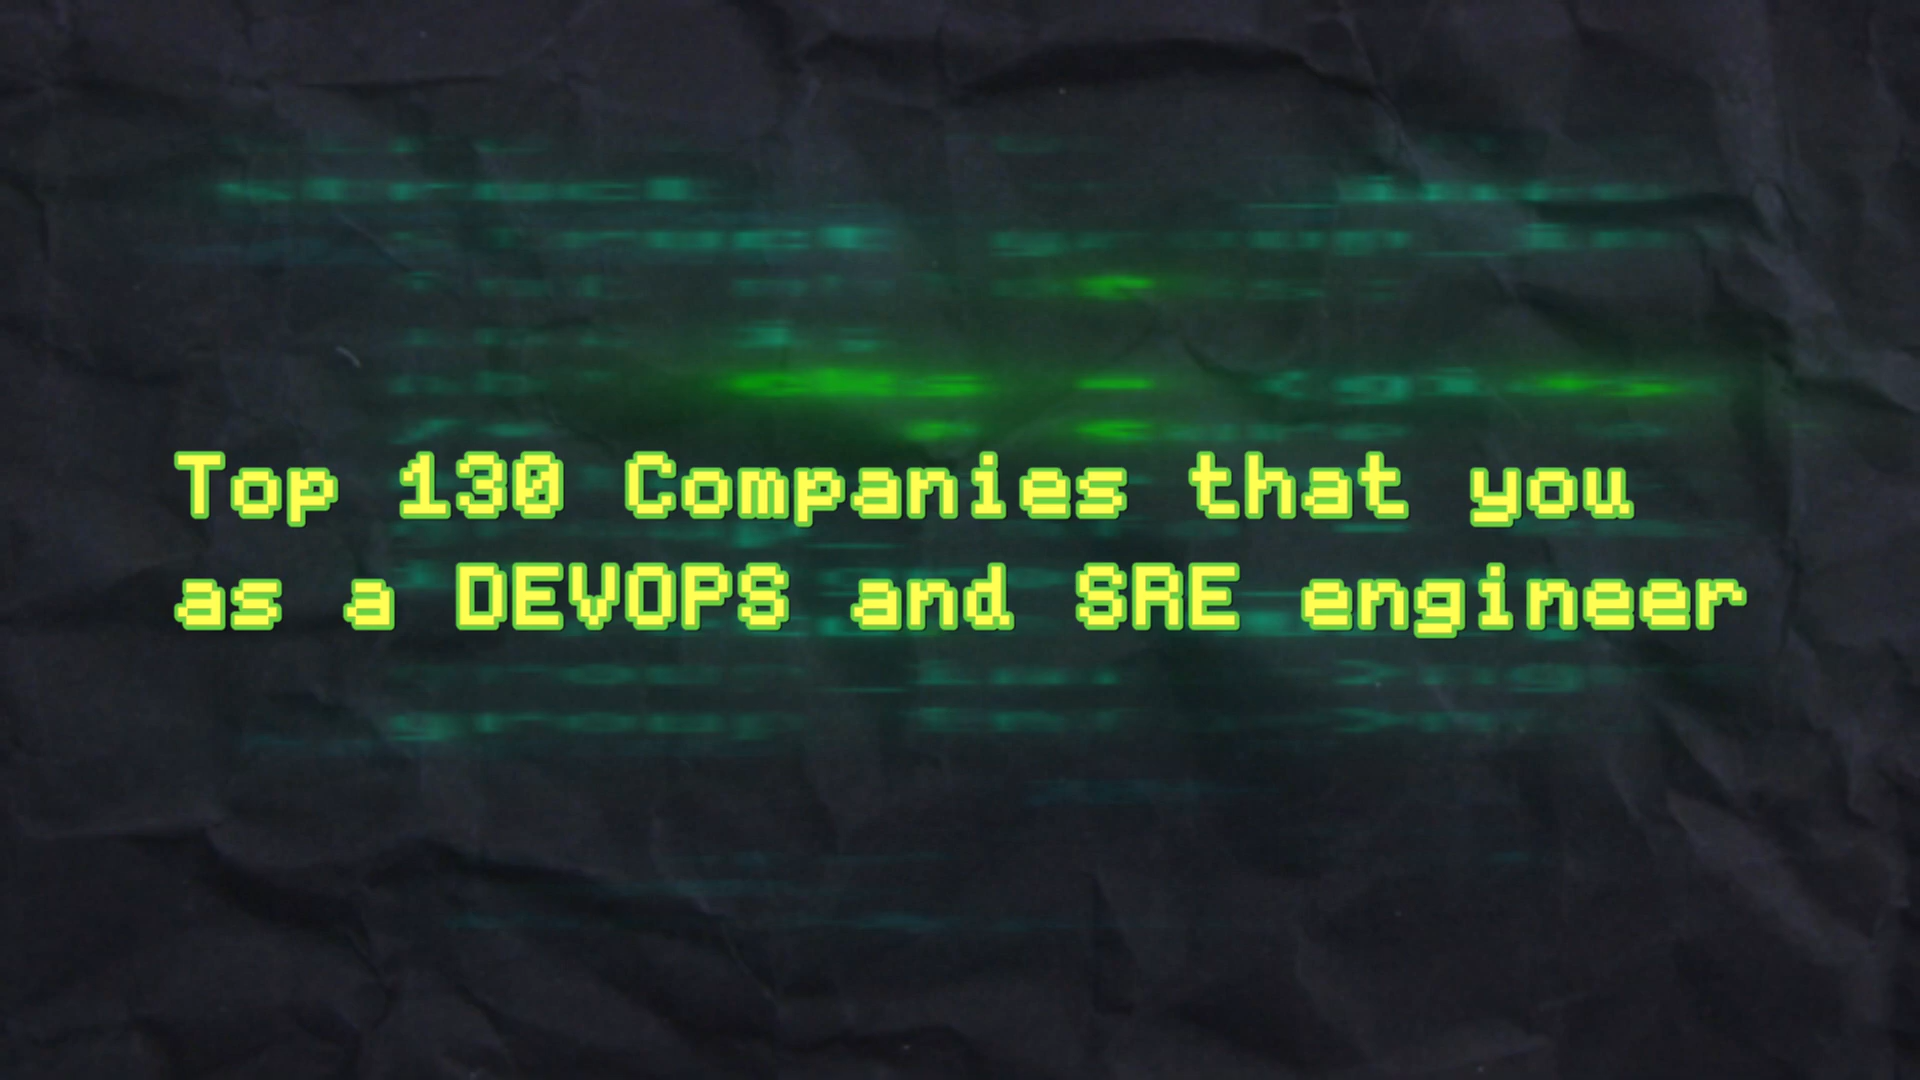 Top 130 Companies that you
as a DEVOPS and SRE engineer